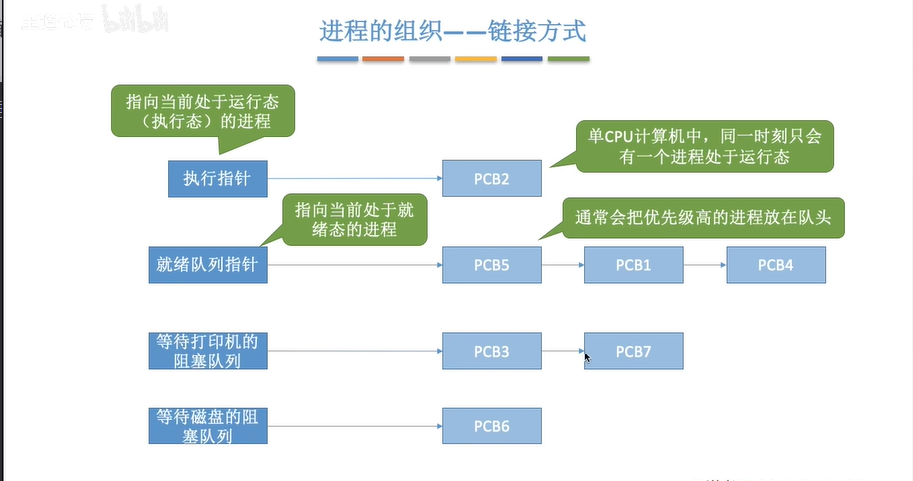 进程的组织——链接方式
指向当前处于运行态
（执行态）的进程
单CPU计算机中，同一时刻只会
有一个进程处于运行态
执行指针
PCB2
指向当前处于就
绪态的进程
通常会把优先级高的进程放在队头
就绪队列指针
PCB5
PCB1
PCB4
等待打印机的
阻塞队列
PCB3
PCB7
等待磁盘的阻
塞队列
PCB6